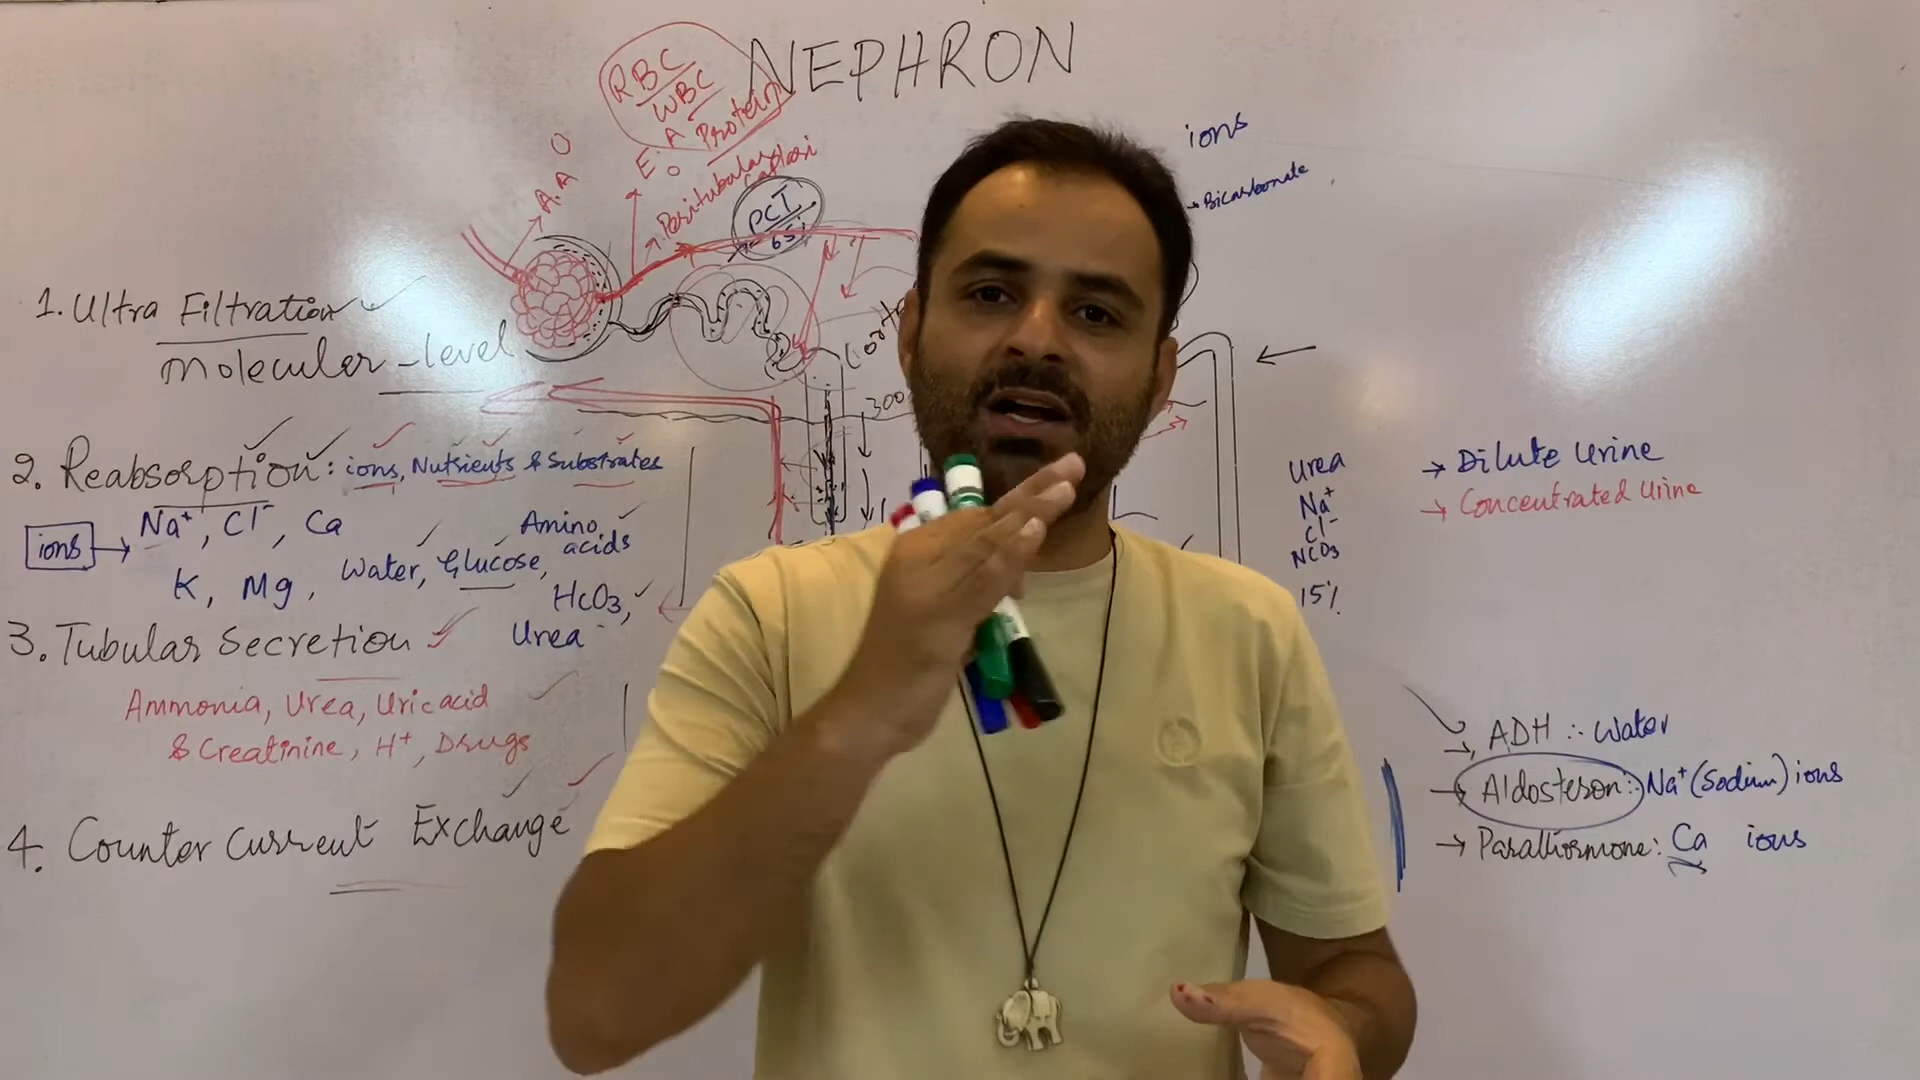 NEPHRON
RBC
WBC
Protein
A.A
E.A
Peritubular
PCT
65%
ions
→ Bicarbonate
1. Ultra Filtration
Molecular-level
300
2. Reabsorption: ions, Nutrients & Substrates
ions → Na⁺, Cl⁻, Ca
K, Mg, Water, Glucose, Amino acids
HcO3,
Urea
3. Tubular Secretion
Ammonia, Urea, Uric acid
& Creatinine, H⁺, Drugs
4. Counter current Exchange
Urea
Na⁺
Cl⁻
NCO3
15%
→ Dilute Urine
→ Concentrated Urine
→ ADH ∴ Water
→ Aldosteron: Na⁺ (Sodium) ions
→ Parathormone: Ca ions